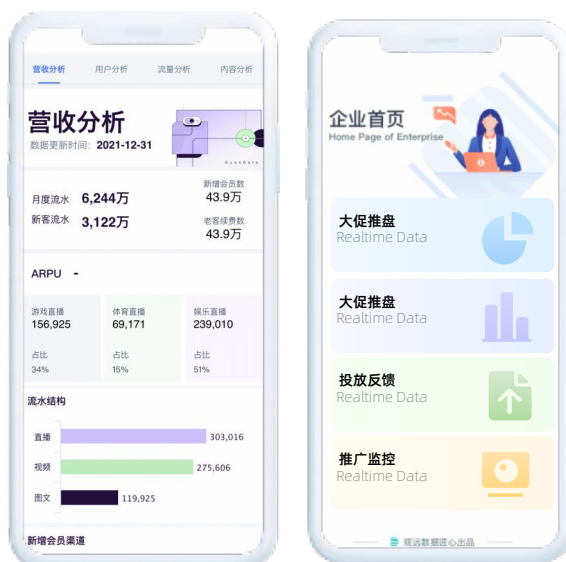 营收分析 用户分析 流量分析 内容分析
营收分析
数据更新时间: 2021-12-31
GuanData
月度流水 6,244万
新客流水 3,122万
新增会员数
43.9万
老客续费数
43.9万
ARPU -
游戏直播 体育直播 娱乐直播
156,925 69,171 239,010
占比 占比 占比
34% 15% 51%
流水结构
直播 303,016
视频 275,606
图文 119,925
新增会员渠道
企业首页
Home Page of Enterprise
大促推盘
Realtime Data
大促推盘
Realtime Data
投放反馈
Realtime Data
推广监控
Realtime Data
观远数据匠心出品